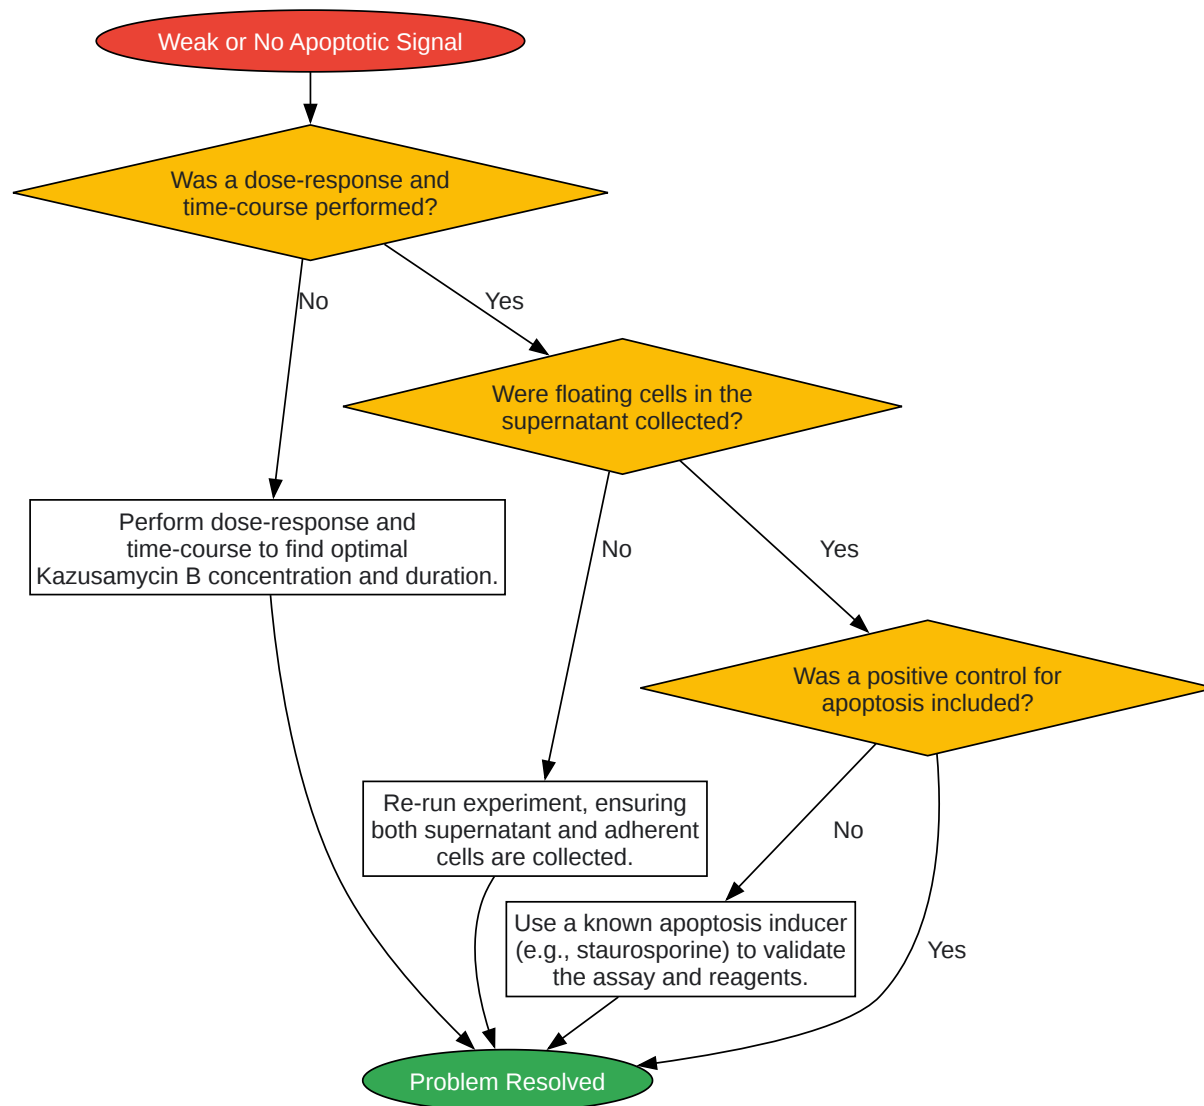 Weak or No Apoptotic Signal
Was a dose-response and
time-course performed?
No
Yes
Were floating cells in the
supernatant collected?
Perform dose-response and
time-course to find optimal
Kazusamycin B concentration and duration.
No
Yes
Was a positive control for
apoptosis included?
Re-run experiment, ensuring
both supernatant and adherent
cells are collected.
No
Use a known apoptosis inducer
(e.g., staurosporine) to validate
the assay and reagents.
Yes
Problem Resolved